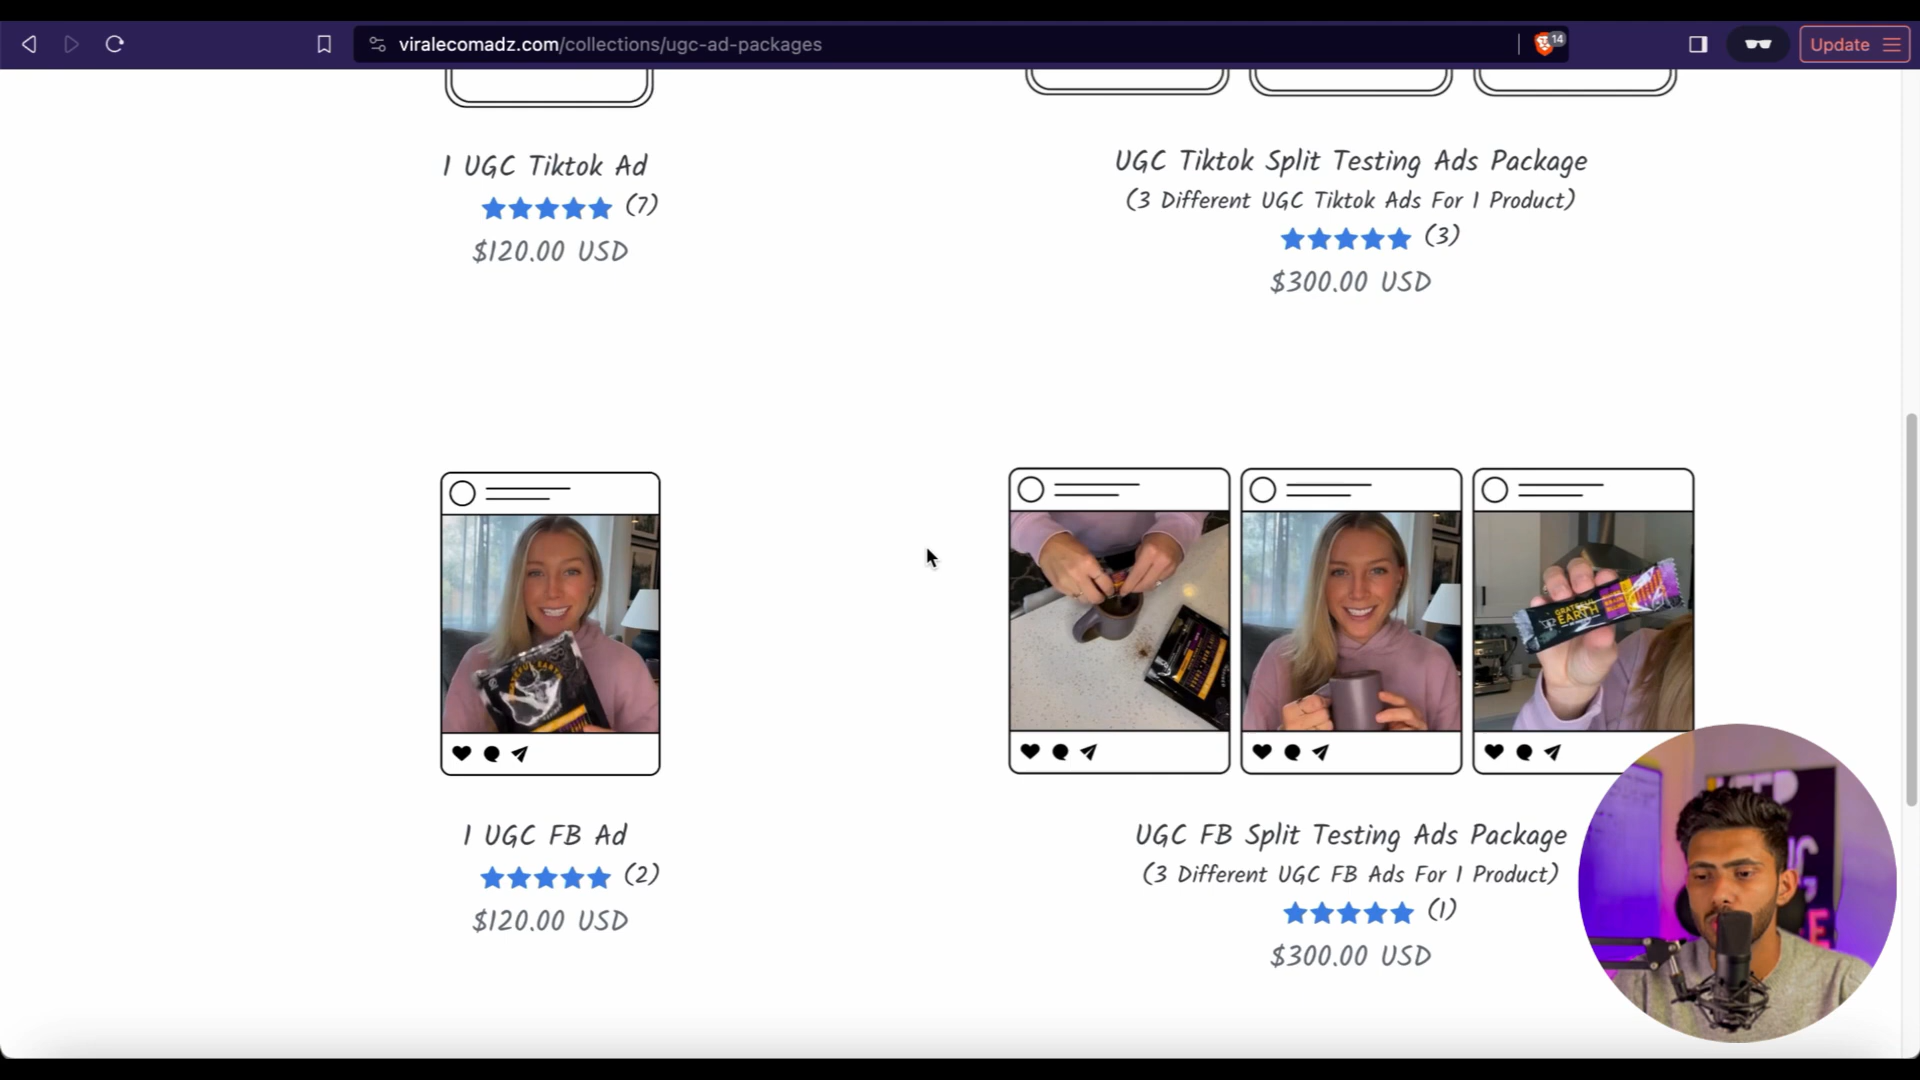 viralecomadz.com/collections/ugc-ad-packages
14
Update
1 UGC Tiktok Ad
(7)
$120.00 USD
UGC Tiktok Split Testing Ads Package
(3 Different UGC Tiktok Ads For 1 Product)
(3)
$300.00 USD
EARTH
1 UGC FB Ad
(2)
$120.00 USD
UGC FB Split Testing Ads Package
(3 Different UGC FB Ads For 1 Product)
(1)
$300.00 USD